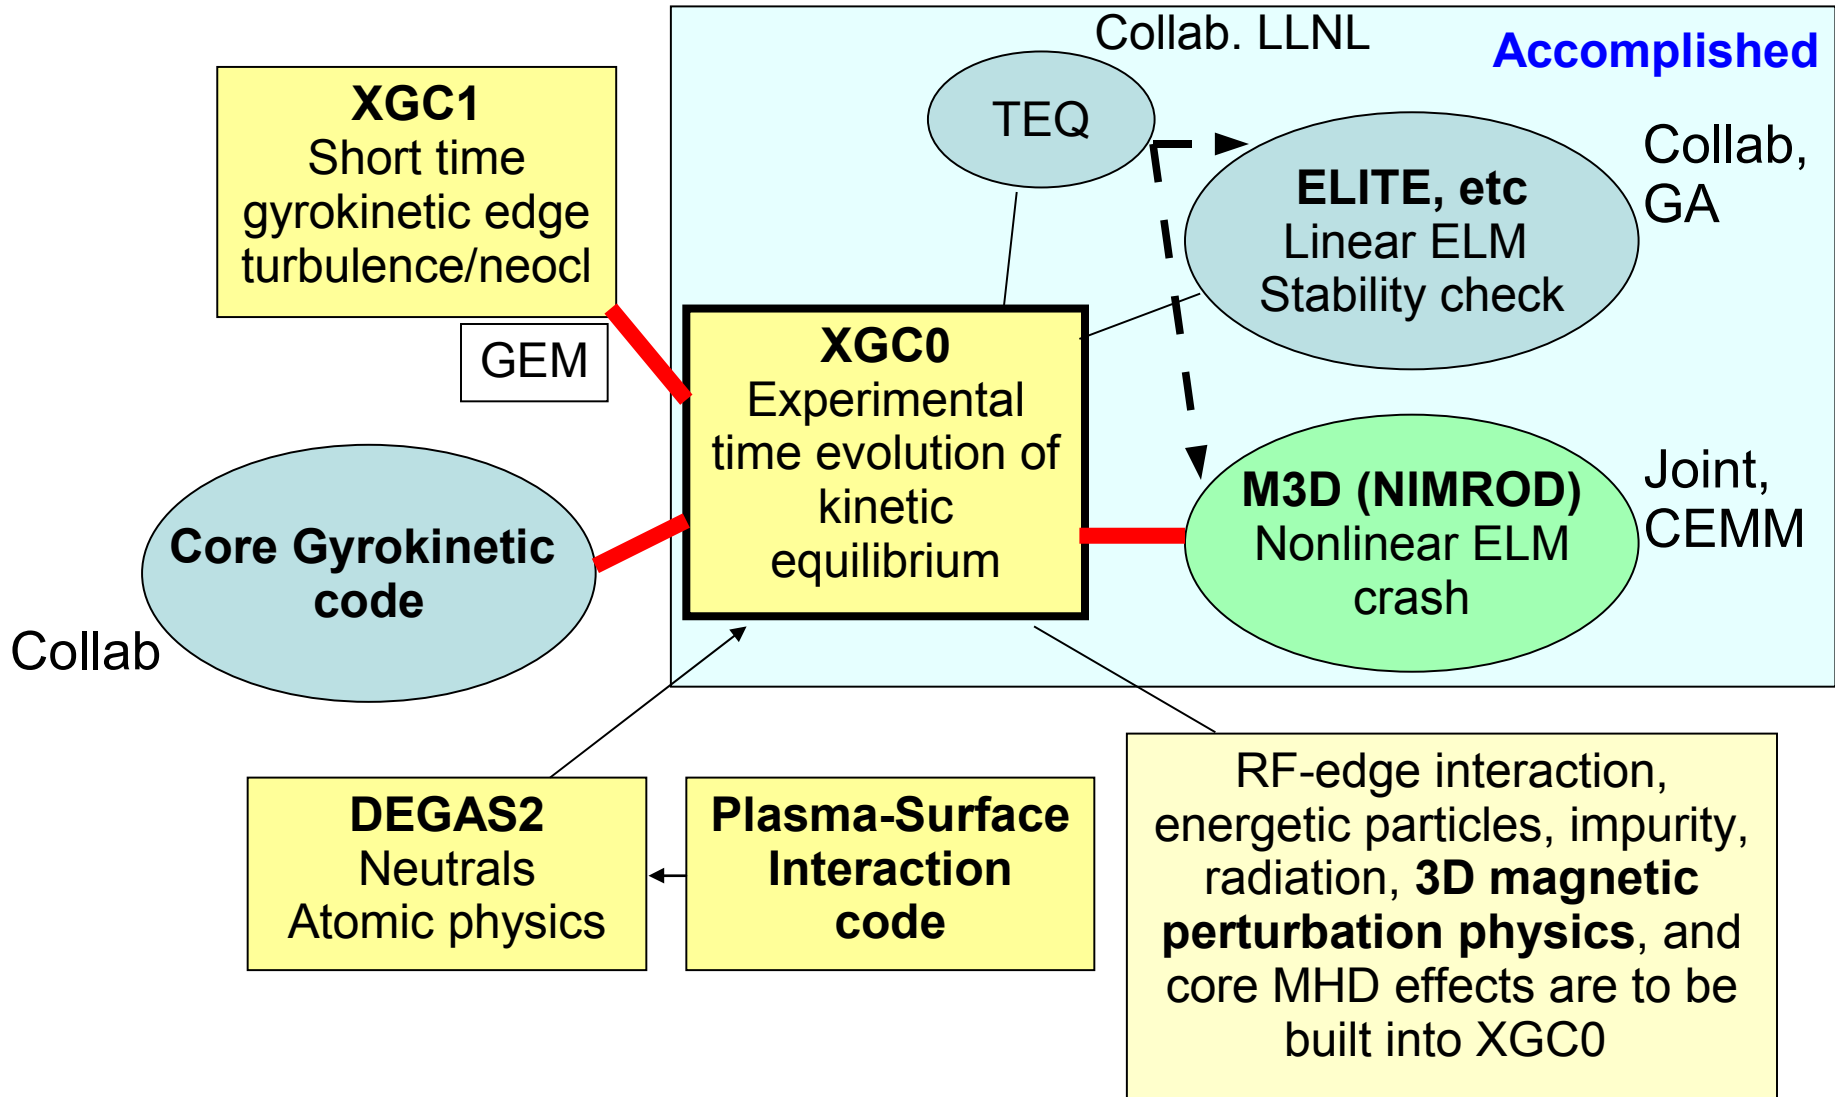 Collab. LLNL
Accomplished
XGC1
Short time
gyrokinetic edge
turbulence/neocl
GEM
TEQ
ELITE, etc
Linear ELM
Stability check
Collab,
GA
XGC0
Experimental
time evolution of
kinetic
equilibrium
M3D (NIMROD)
Nonlinear ELM
crash
Joint,
CEMM
Core Gyrokinetic
code
Collab
DEGAS2
Neutrals
Atomic physics
Plasma-Surface
Interaction
code
RF-edge interaction,
energetic particles, impurity,
radiation, 3D magnetic
perturbation physics, and
core MHD effects are to be
built into XGC0